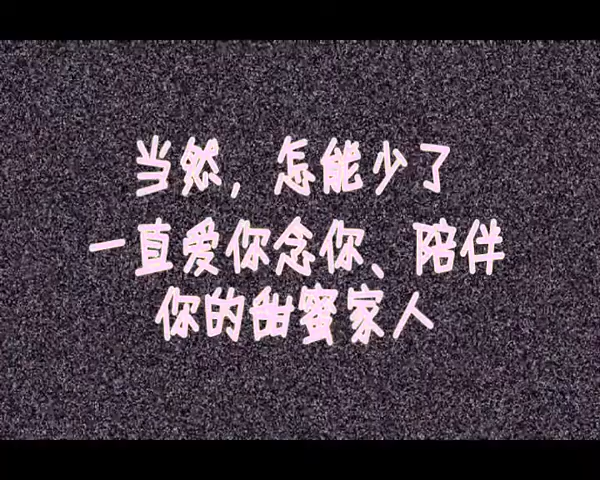 当然，怎能少了
一直爱你念你、陪伴
你的甜蜜家人